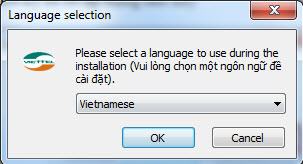 Language selection
Please select a language to use during the
installation (Vui lòng chọn một ngôn ngữ để
cài đặt).
VIETTEL
Vietnamese
OK Cancel